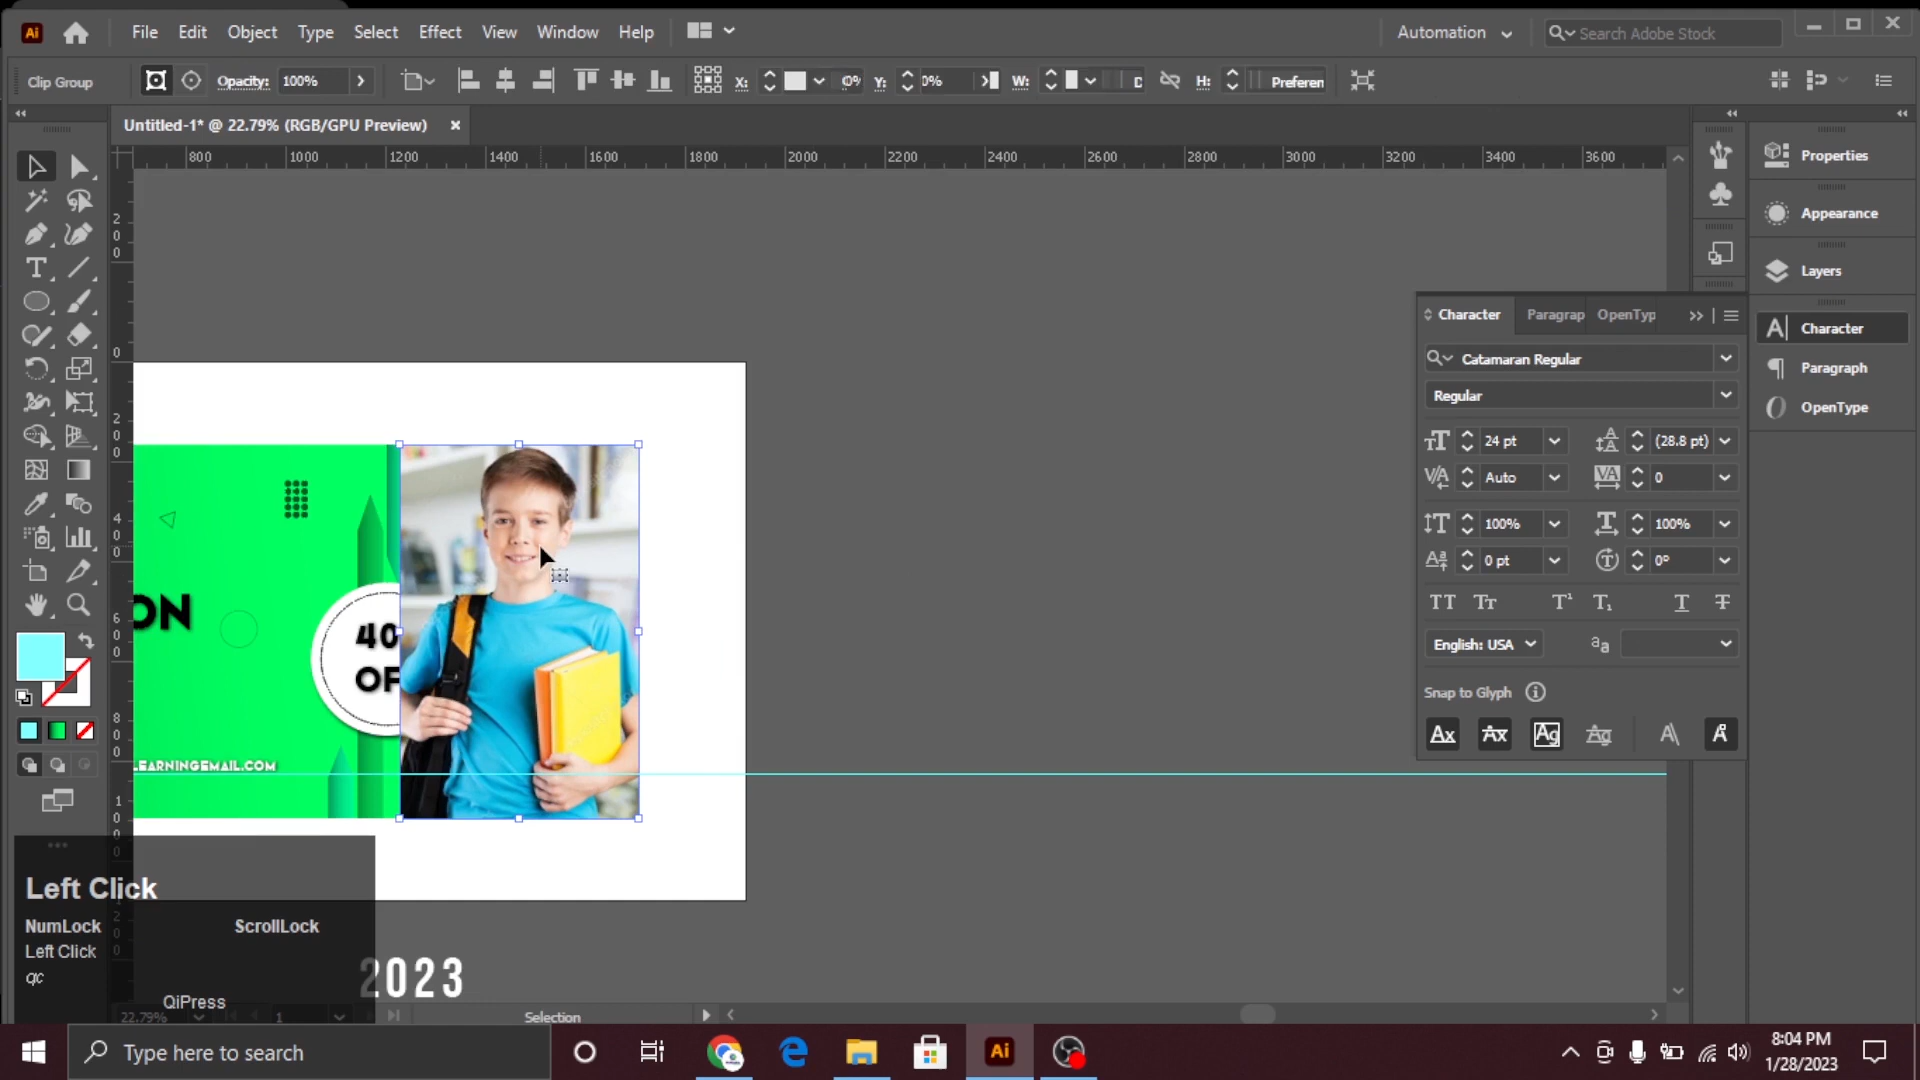 Ai File Edit Object Type Select Effect View Window Help Automation Search Adobe Stock
Clip Group Opacity: 100% X: 0% Y: 0% W: H: Preferen
Untitled-1* @ 22.79% (RGB/GPU Preview)
800 1000 1200 1400 1600 1800 2000 2200 2400 2600 2800 3000 3200 3400 3600
Properties
Appearance
Layers
Character
Paragraph
OpenType
Character Paragrap OpenTyp
Catamaran Regular
Regular
24 pt (28.8 pt)
Auto 0
100% 100%
0 pt 0°
English: USA
Snap to Glyph
ON
40
OF
LEARNINGEMAIL.COM
Left Click
NumLock ScrollLock
Left Click
qc
QiPress
2023
22.79% 1 Selection
Type here to search
8:04 PM
1/28/2023